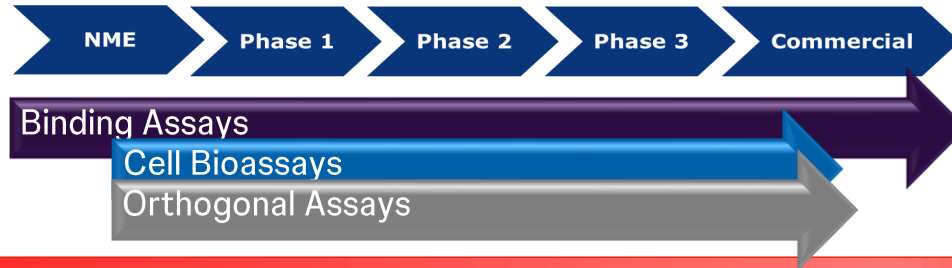 NME Phase 1 Phase 2 Phase 3 Commercial
Binding Assays
Cell Bioassays
Orthogonal Assays